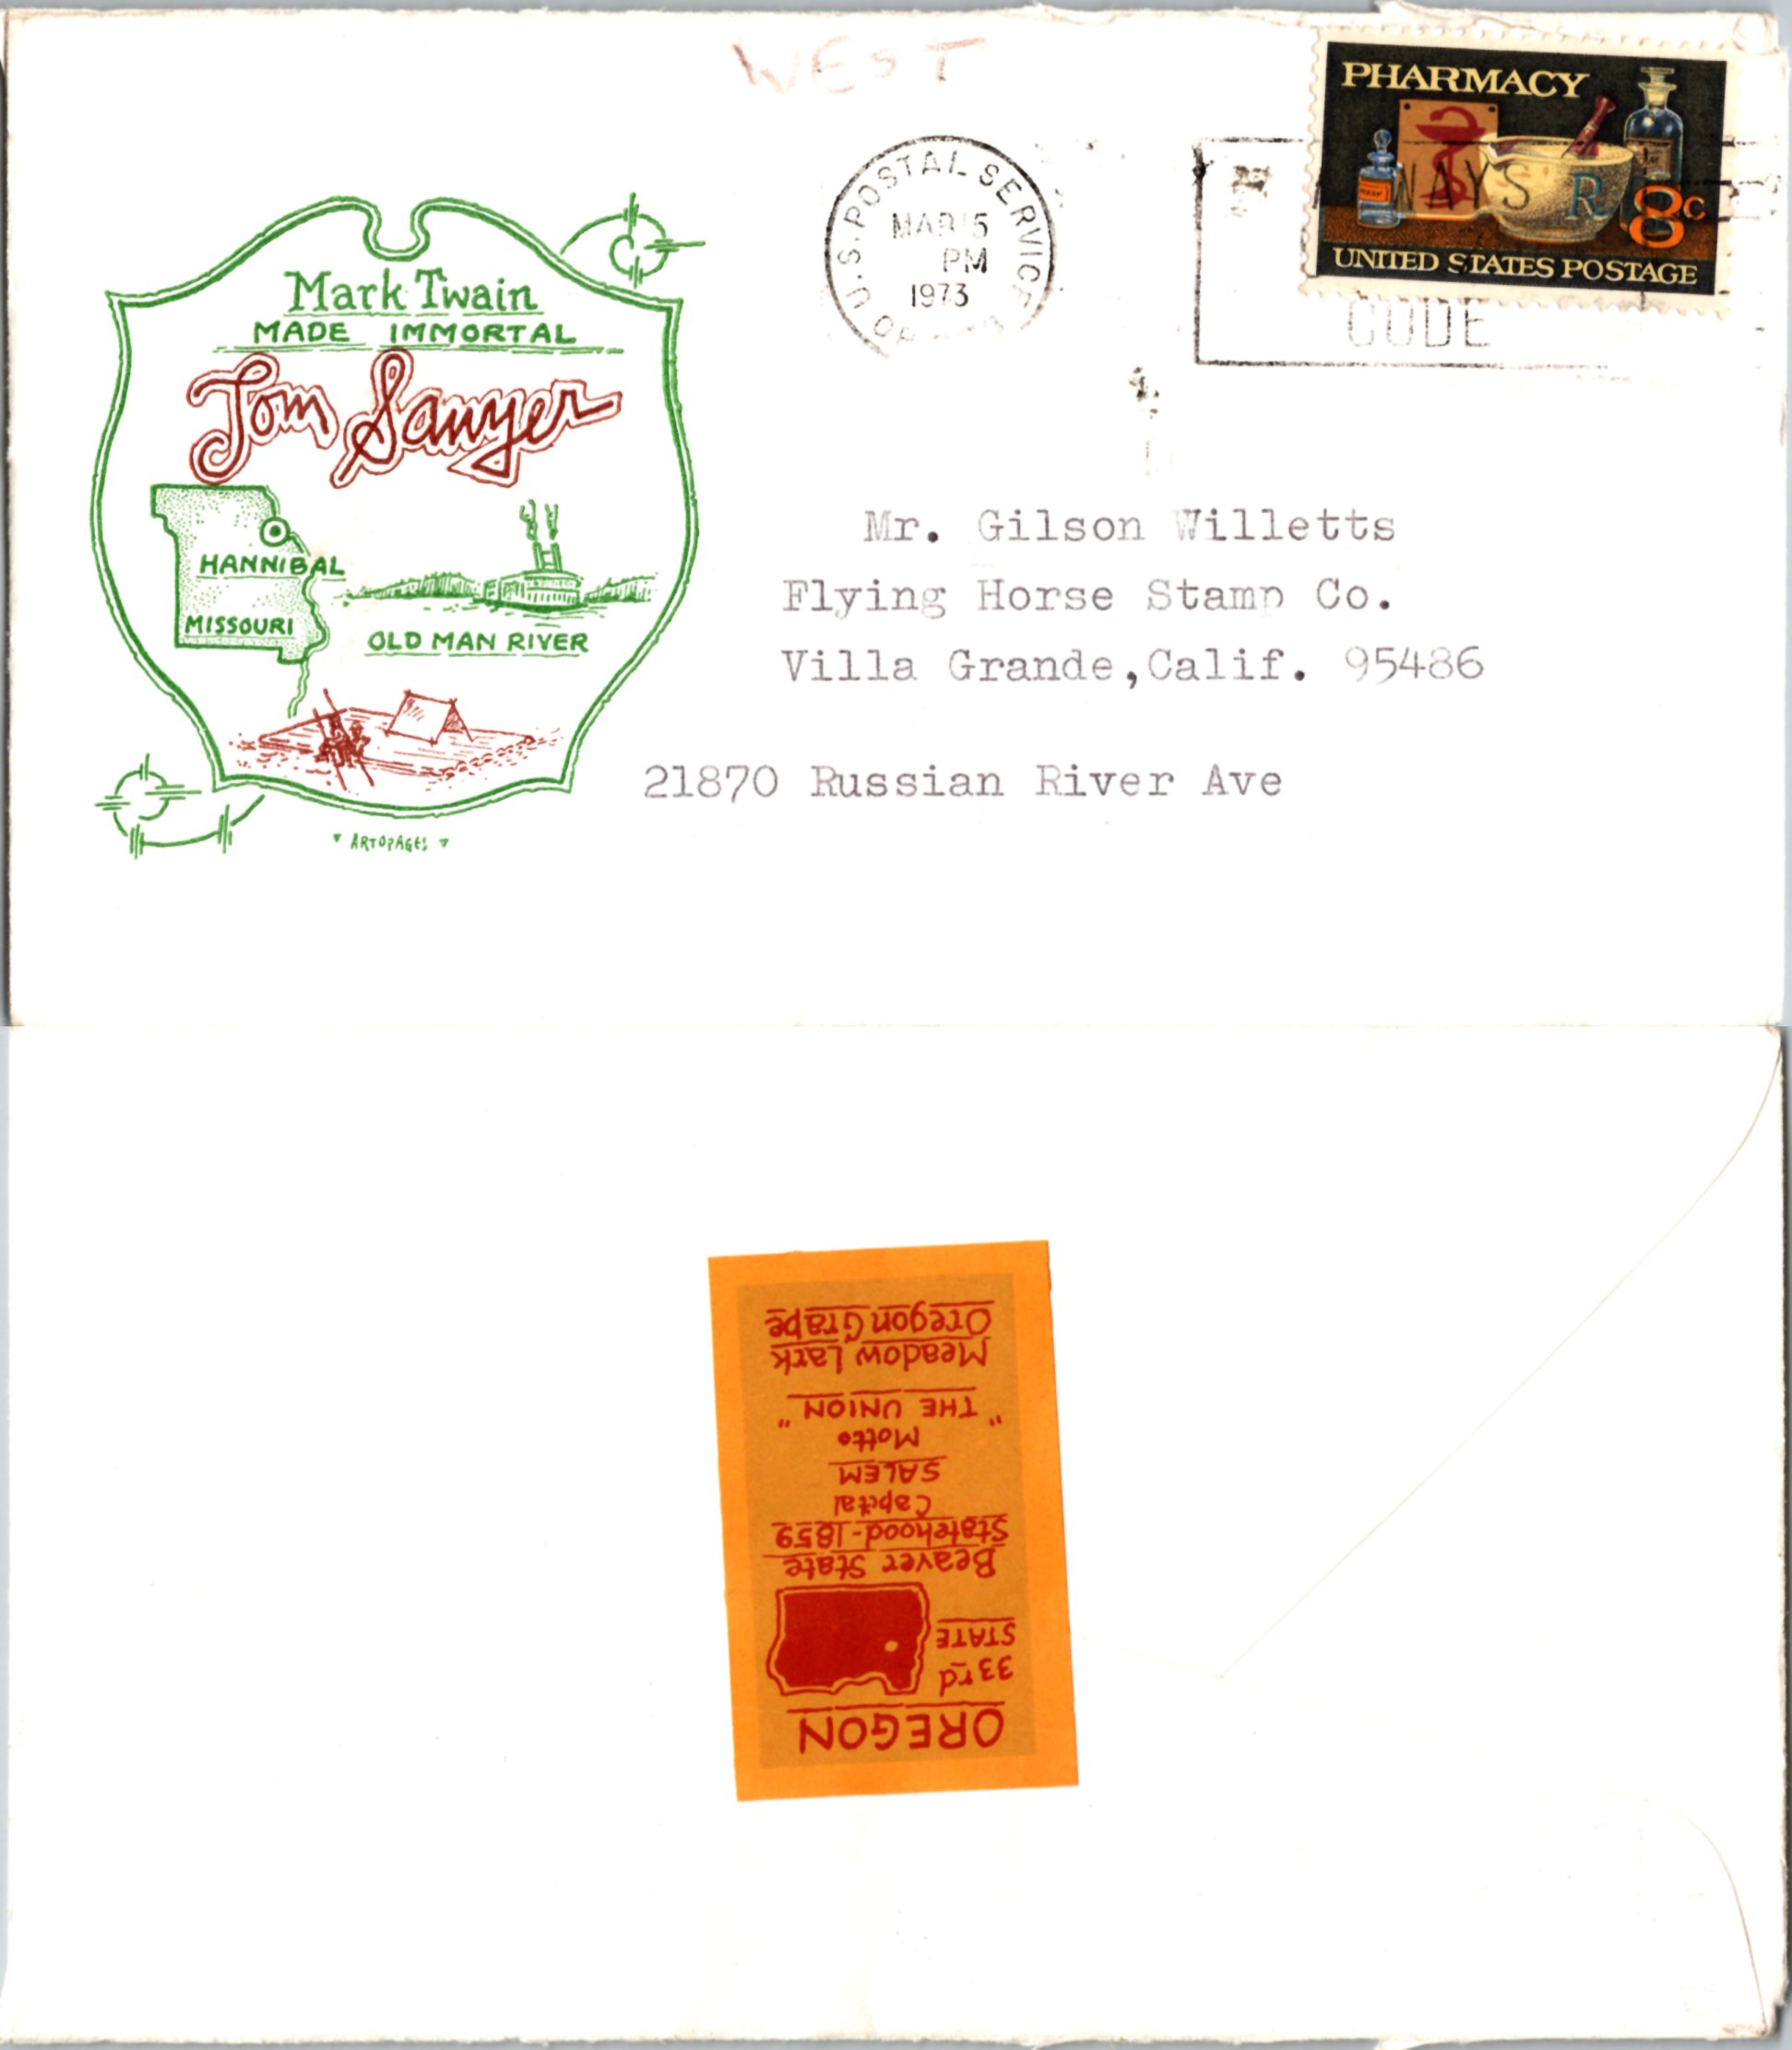 WEST
PHARMACY
8c
UNITED STATES POSTAGE
U.S. POSTAL SERVICE
MAR 5
PM
1973
CODE
Mark Twain
MADE IMMORTAL
Tom Sawyer
HANNIBAL
MISSOURI
OLD MAN RIVER
ARTOPAGES
Mr. Gilson Willetts
Flying Horse Stamp Co.
Villa Grande, Calif. 95486
21870 Russian River Ave
OREGON
33rd
STATE
Beaver State
Statehood-1859
Capital
SALEM
Motto
"THE UNION"
Meadow Lark
Oregon Grape